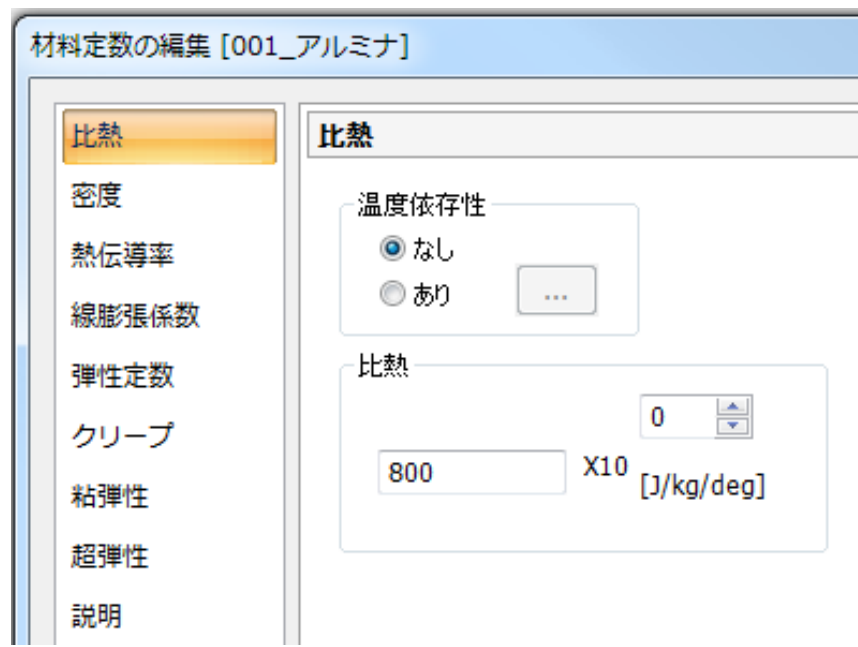 材料定数の編集 [001_アルミナ]
比熱
密度
熱伝導率
線膨張係数
弾性定数
クリープ
粘弾性
超弾性
説明
比熱
温度依存性
なし
あり
...
比熱
0
800
X10
[J/kg/deg]